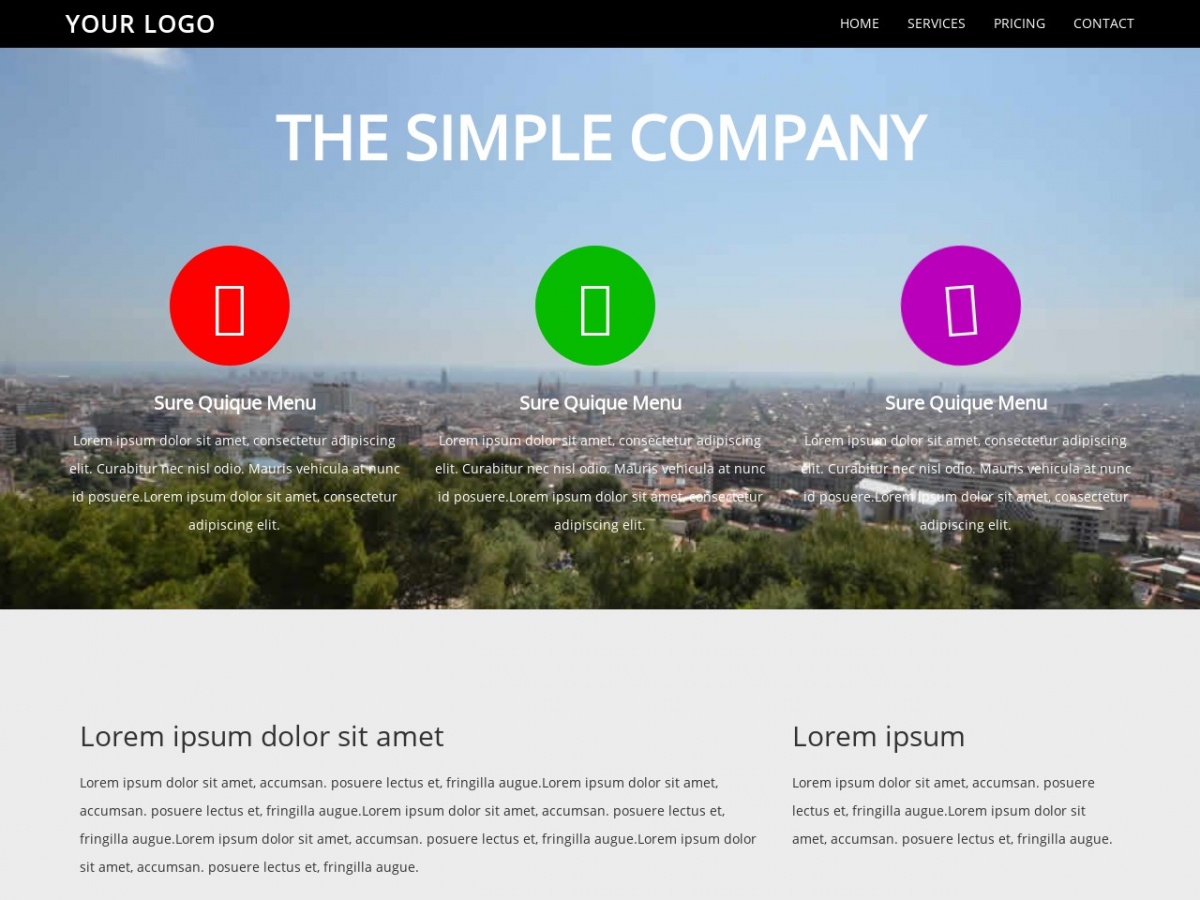 YOUR LOGO
HOME SERVICES PRICING CONTACT
THE SIMPLE COMPANY
Sure Quique Menu
Lorem ipsum dolor sit amet, consectetur adipiscing
elit. Curabitur nec nisl odio. Mauris vehicula at nunc
id posuere.Lorem ipsum dolor sit amet, consectetur
adipiscing elit.
Sure Quique Menu
Lorem ipsum dolor sit amet, consectetur adipiscing
elit. Curabitur nec nisl odio. Mauris vehicula at nunc
id posuere.Lorem ipsum dolor sit amet, consectetur
adipiscing elit.
Sure Quique Menu
Lorem ipsum dolor sit amet, consectetur adipiscing
elit. Curabitur nec nisl odio. Mauris vehicula at nunc
id posuere.Lorem ipsum dolor sit amet, consectetur
adipiscing elit.
Lorem ipsum dolor sit amet
Lorem ipsum dolor sit amet, accumsan. posuere lectus et, fringilla augue.Lorem ipsum dolor sit amet,
accumsan. posuere lectus et, fringilla augue.Lorem ipsum dolor sit amet, accumsan. posuere lectus et,
fringilla augue.Lorem ipsum dolor sit amet, accumsan. posuere lectus et, fringilla augue.Lorem ipsum dolor
sit amet, accumsan. posuere lectus et, fringilla augue.
Lorem ipsum
Lorem ipsum dolor sit amet, accumsan. posuere
lectus et, fringilla augue.Lorem ipsum dolor sit
amet, accumsan. posuere lectus et, fringilla augue.